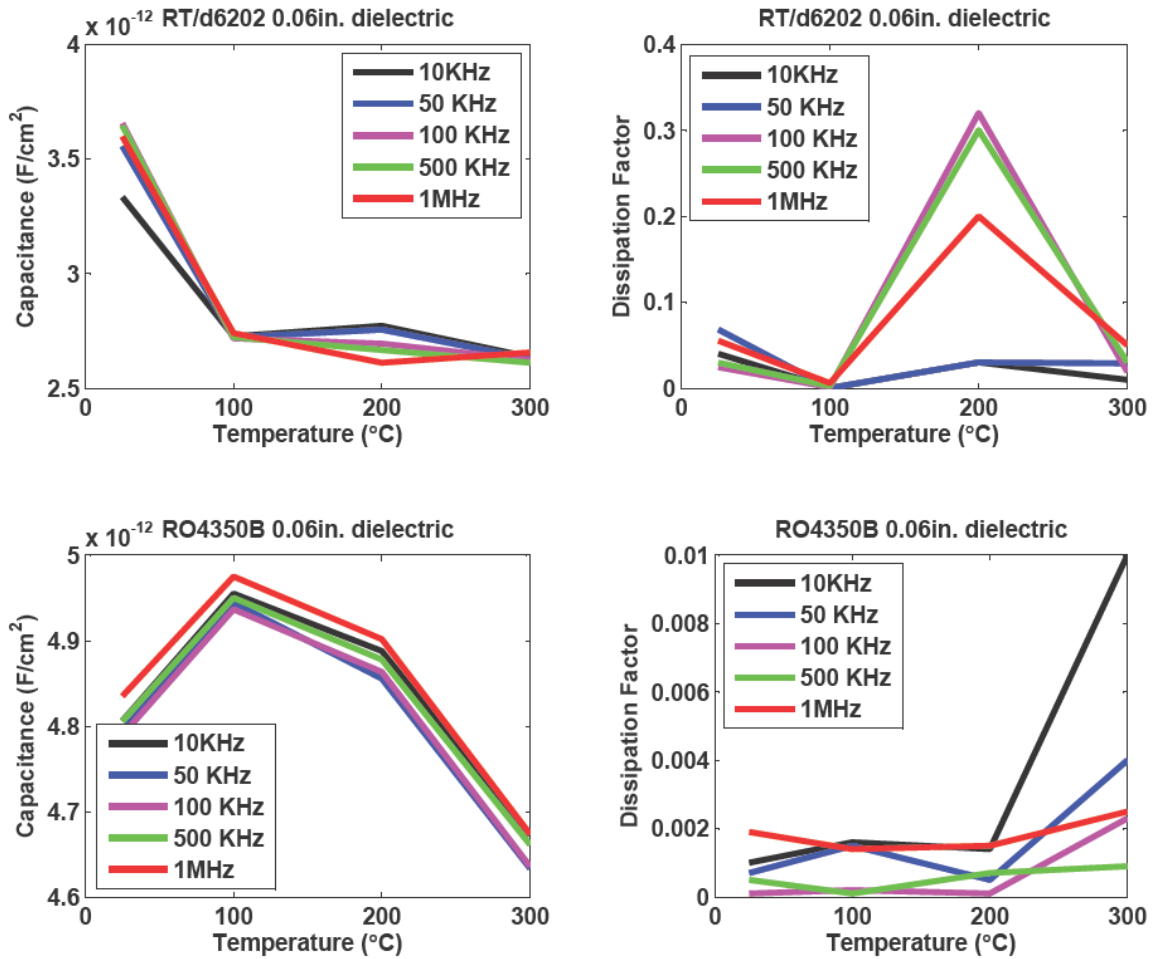 x 10-12 RT/d6202 0.06in. dielectric
4
3.5
3
2.5
0 100 200 300
Capacitance (F/cm2)
Temperature (°C)
10KHz
50 KHz
100 KHz
500 KHz
1MHz
RT/d6202 0.06in. dielectric
0.4
0.3
0.2
0.1
0
0 100 200 300
Dissipation Factor
Temperature (°C)
10KHz
50 KHz
100 KHz
500 KHz
1MHz
x 10-12 RO4350B 0.06in. dielectric
5
4.9
4.8
4.7
4.6
0 100 200 300
Capacitance (F/cm2)
Temperature (°C)
10KHz
50 KHz
100 KHz
500 KHz
1MHz
RO4350B 0.06in. dielectric
0.01
0.008
0.006
0.004
0.002
0
0 100 200 300
Dissipation Factor
Temperature (°C)
10KHz
50 KHz
100 KHz
500 KHz
1MHz